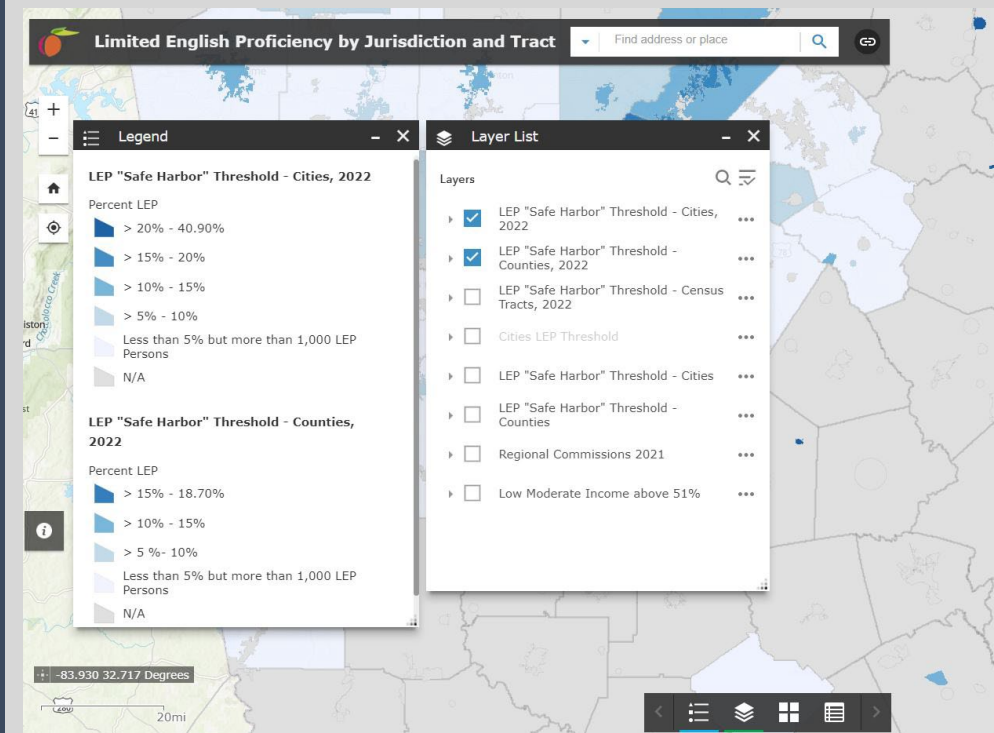 Limited English Proficiency by Jurisdiction and Tract
Find address or place
41
+
−
Legend
− ×
LEP "Safe Harbor" Threshold - Cities, 2022
Percent LEP
> 20% - 40.90%
> 15% - 20%
> 10% - 15%
> 5% - 10%
Less than 5% but more than 1,000 LEP
Persons
N/A
LEP "Safe Harbor" Threshold - Counties,
2022
Percent LEP
> 15% - 18.70%
> 10% - 15%
> 5 %- 10%
Less than 5% but more than 1,000 LEP
Persons
N/A
Layer List
− ×
Layers
LEP "Safe Harbor" Threshold - Cities,
2022
LEP "Safe Harbor" Threshold -
Counties, 2022
LEP "Safe Harbor" Threshold - Census
Tracts, 2022
Cities LEP Threshold
LEP "Safe Harbor" Threshold - Cities
LEP "Safe Harbor" Threshold -
Counties
Regional Commissions 2021
Low Moderate Income above 51%
Choccolocco Creek
i
-83.930 32.717 Degrees
280
20mi